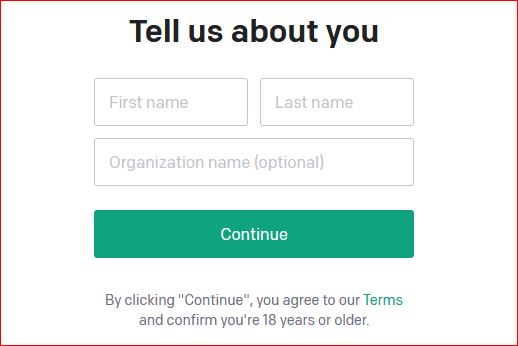 Tell us about you
First name
Last name
Organization name (optional)
Continue
By clicking "Continue", you agree to our Terms
and confirm you're 18 years or older.